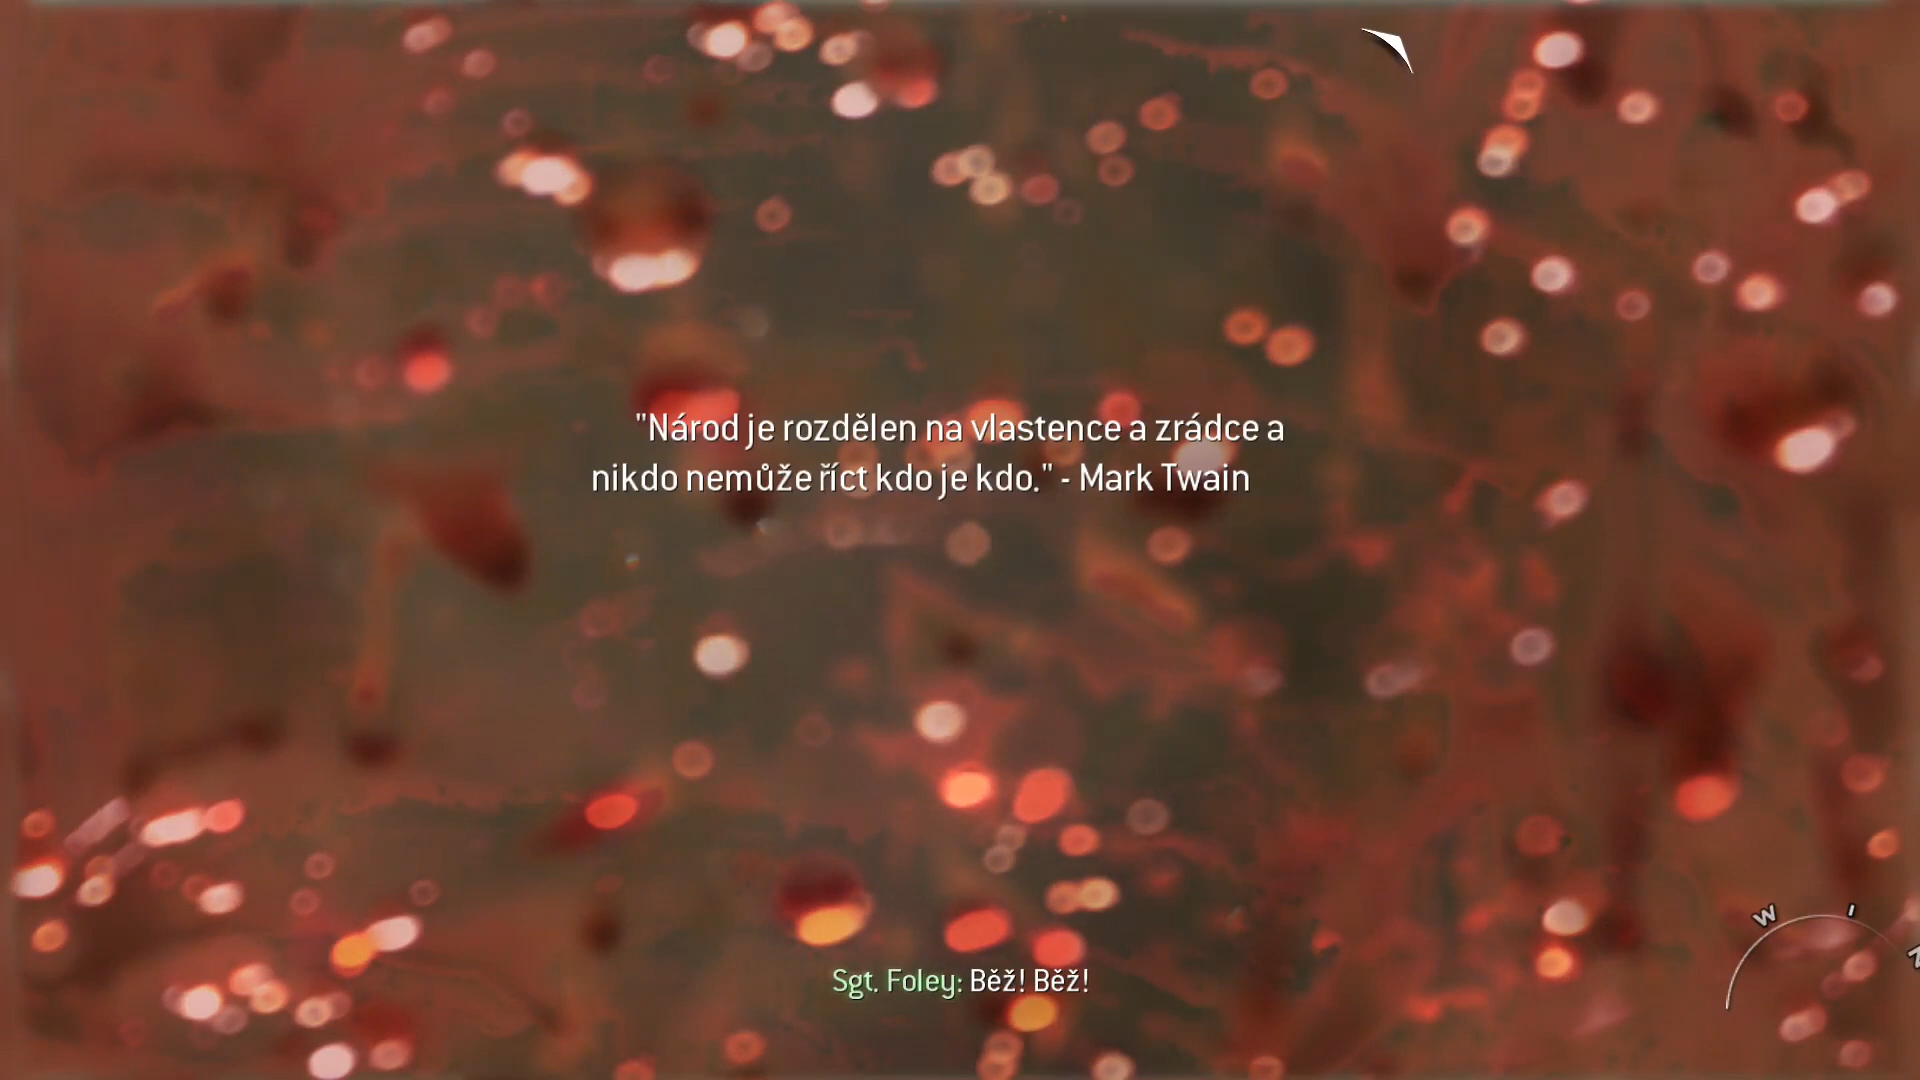 "Národ je rozdělen na vlastence a zrádce a
nikdo nemůže říct kdo je kdo." - Mark Twain
Sgt. Foley: Běž! Běž!
W